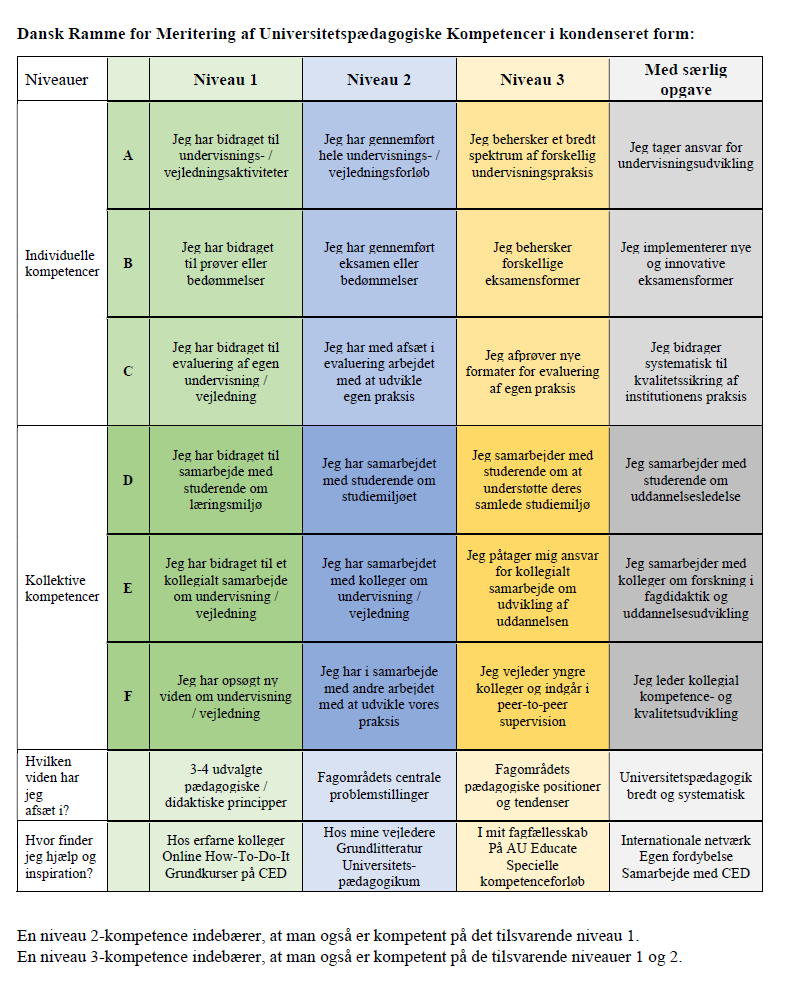 Dansk Ramme for Meritering af Universitetspædagogiske Kompetencer i kondenseret form:
Niveauer
Niveau 1
Niveau 2
Niveau 3
Med særlig
opgave
Individuelle
kompetencer
A
Jeg har bidraget til
undervisnings- /
vejledningsaktiviteter
Jeg har gennemført
hele undervisnings- /
vejledningsforløb
Jeg behersker et bredt
spektrum af forskellig
undervisningspraksis
Jeg tager ansvar for
undervisningsudvikling
B
Jeg har bidraget
til prøver eller
bedømmelser
Jeg har gennemført
eksamen eller
bedømmelser
Jeg behersker
forskellige
eksamensformer
Jeg implementerer nye
og innovative
eksamensformer
C
Jeg har bidraget til
evaluering af egen
undervisning /
vejledning
Jeg har med afsæt i
evaluering arbejdet
med at udvikle
egen praksis
Jeg afprøver nye
formater for evaluering
af egen praksis
Jeg bidrager
systematisk til
kvalitetssikring af
institutionens praksis
Kollektive
kompetencer
D
Jeg har bidraget til
samarbejde med
studerende om
læringsmiljø
Jeg har samarbejdet
med studerende om
studiemiljøet
Jeg samarbejder med
studerende om at
understøtte deres
samlede studiemiljø
Jeg samarbejder med
studerende om
uddannelsesledelse
E
Jeg har bidraget til et
kollegialt samarbejde
om undervisning /
vejledning
Jeg har samarbejdet
med kolleger om
undervisning /
vejledning
Jeg påtager mig ansvar
for kollegialt
samarbejde om
udvikling af
uddannelsen
Jeg samarbejder med
kolleger om forskning i
fagdidaktik og
uddannelsesudvikling
F
Jeg har opsøgt ny
viden om undervisning
/ vejledning
Jeg har i samarbejde
med andre arbejdet
med at udvikle vores
praksis
Jeg vejleder yngre
kolleger og indgår i
peer-to-peer
supervision
Jeg leder kollegial
kompetence- og
kvalitetsudvikling
Hvilken
viden har
jeg
afsæt i?
3-4 udvalgte
pædagogiske /
didaktiske principper
Fagområdets centrale
problemstillinger
Fagområdets
pædagogiske positioner
og tendenser
Universitetspædagogik
bredt og systematisk
Hvor finder
jeg hjælp og
inspiration?
Hos erfarne kolleger
Online How-To-Do-It
Grundkurser på CED
Hos mine vejledere
Grundlitteratur
Universitets-
pædagogikum
I mit fagfællesskab
På AU Educate
Specielle
kompetenceforløb
Internationale netværk
Egen fordybelse
Samarbejde med CED
En niveau 2-kompetence indebærer, at man også er kompetent på det tilsvarende niveau 1.
En niveau 3-kompetence indebærer, at man også er kompetent på de tilsvarende niveauer 1 og 2.